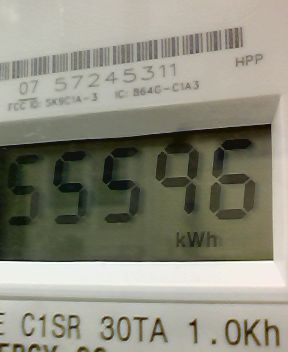 HPP
07 57245311
FCC ID: SK9C1A-3 IC: 864G-C1A3
55596
kWh
C1SR 30TA 1.0Kh